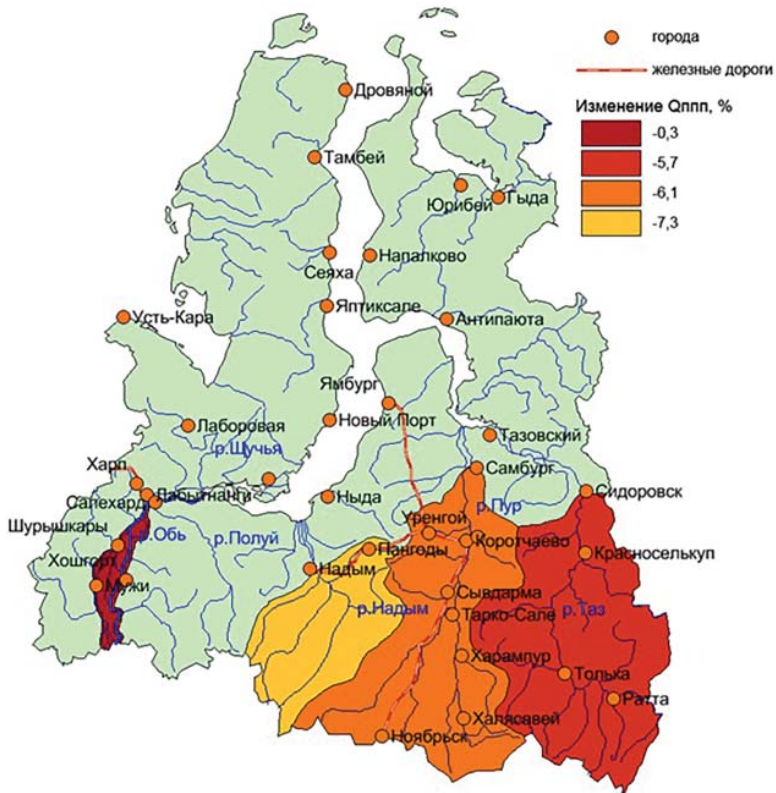 города
железные дороги
Изменение Qппп, %
-0,3
-5,7
-6,1
-7,3
Дровяной
Тамбей
Юрибей
Гыда
Сеяха
Напалково
Яптиксале
Усть-Кара
Антипаюта
Ямбург
Лаборовая
Новый Порт
Тазовский
р.Щучья
Харп
Самбург
Лабытнанги
Салехард
Ныда
Сидоровск
р.Пур
Шурышкары
Уренгой
р.Обь
р.Полуй
Коротчаево
Хошгорт
Пангоды
Красноселькуп
Надым
Мужи
Сывдарма
р.Надым
Тарко-Сале
р.Таз
Харампур
Толька
Ратта
Халясавей
Ноябрьск